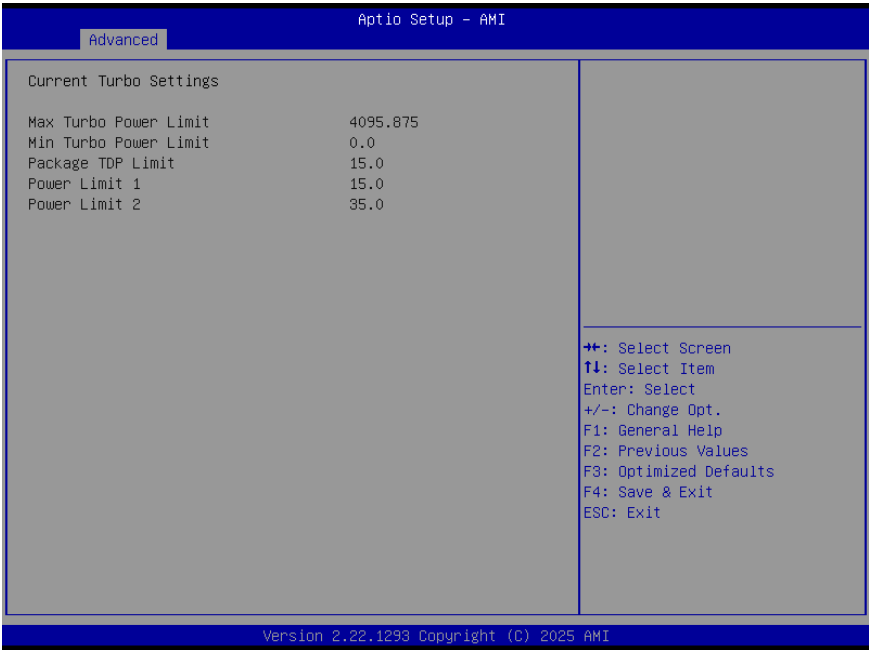 Aptio Setup – AMI
Advanced
Current Turbo Settings
Max Turbo Power Limit 4095.875
Min Turbo Power Limit 0.0
Package TDP Limit 15.0
Power Limit 1 15.0
Power Limit 2 35.0
→←: Select Screen
↑↓: Select Item
Enter: Select
+/-: Change Opt.
F1: General Help
F2: Previous Values
F3: Optimized Defaults
F4: Save & Exit
ESC: Exit
Version 2.22.1293 Copyright (C) 2025 AMI